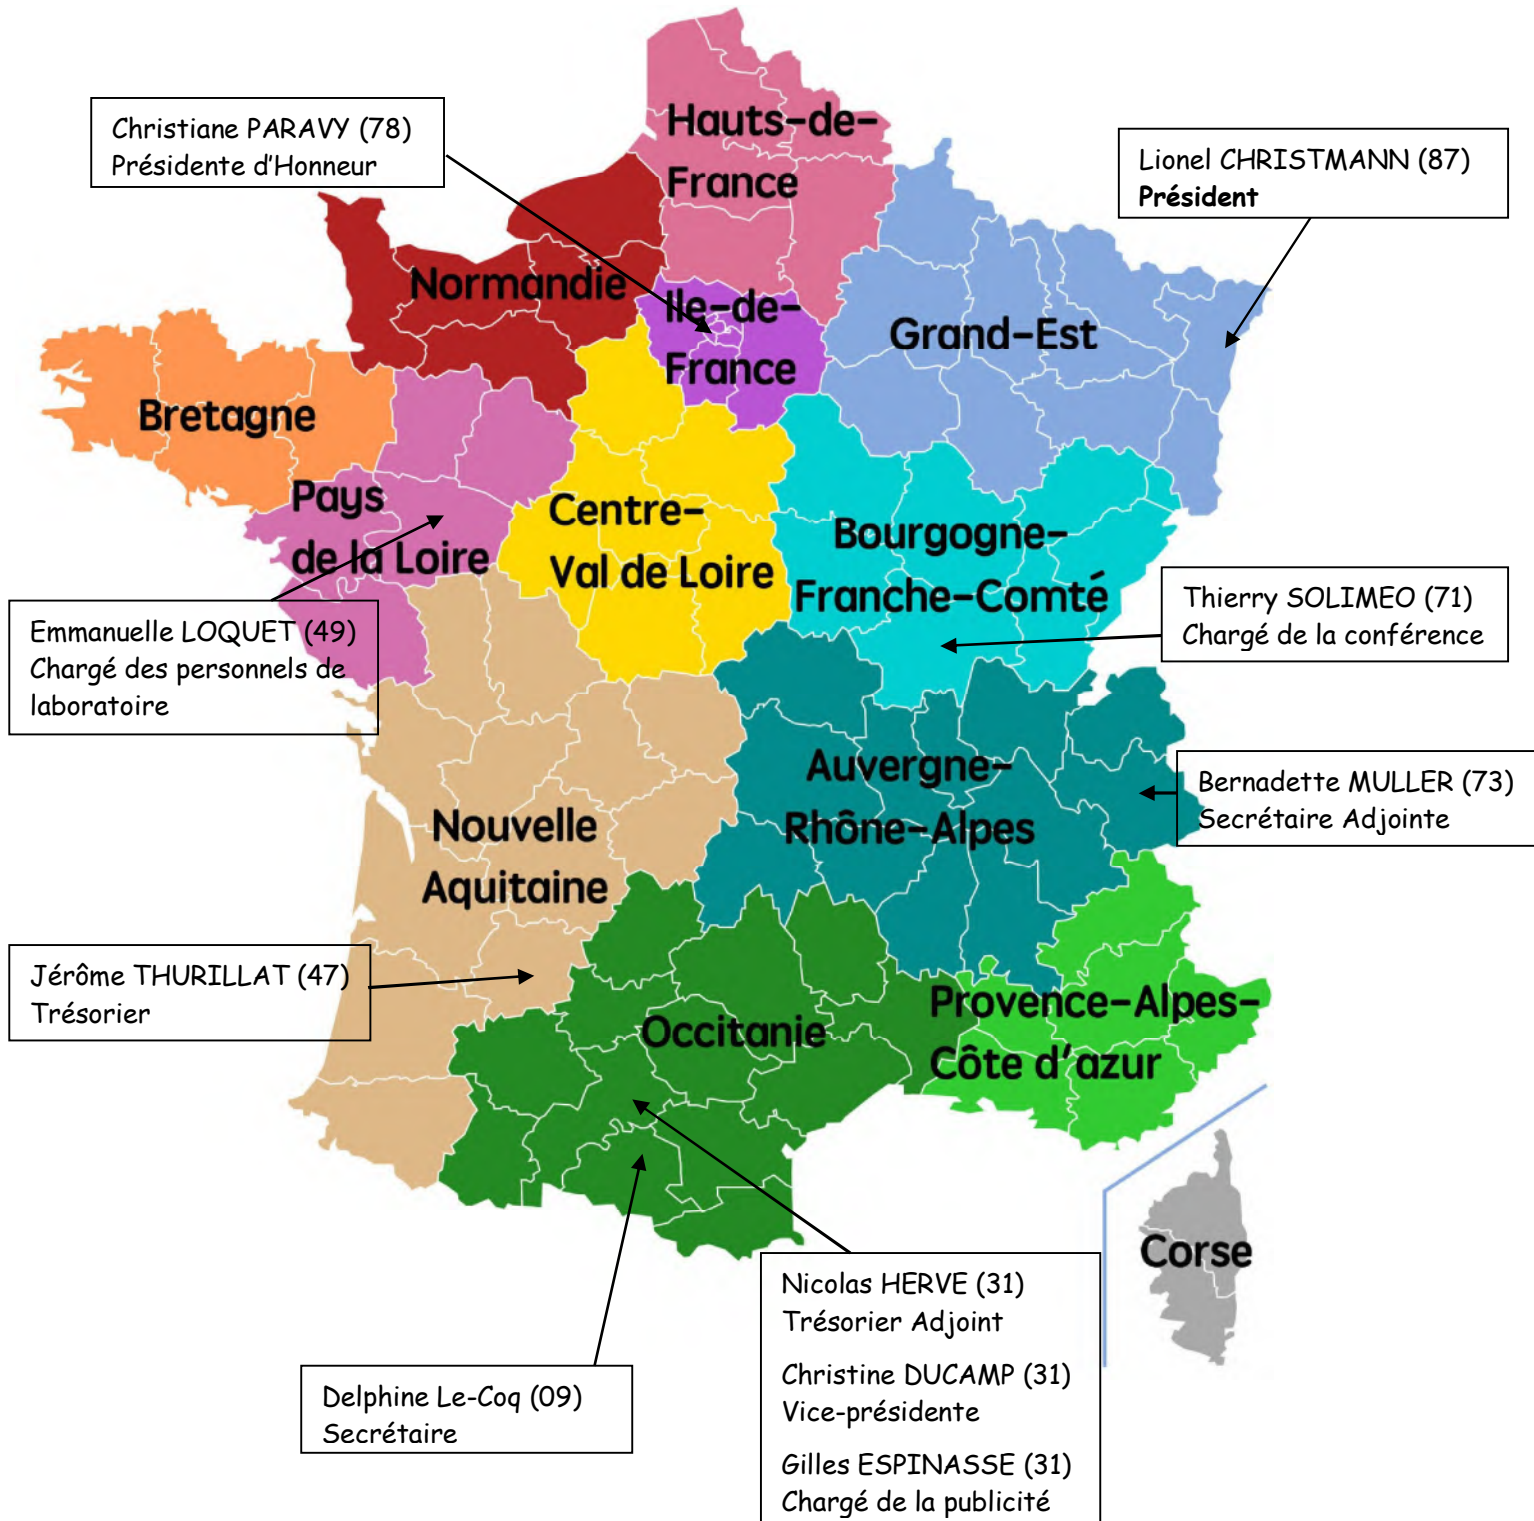 Hauts-de-
France
Christiane PARAVY (78)
Présidente d'Honneur
Lionel CHRISTMANN (87)
Président
Normandie
Ile-de-
France
Grand-Est
Bretagne
Pays
de la Loire
Centre-
Val de Loire
Bourgogne-
Franche-Comté
Emmanuelle LOQUET (49)
Chargé des personnels de
laboratoire
Thierry SOLIMEO (71)
Chargé de la conférence
Auvergne-
Rhône-Alpes
Bernadette MULLER (73)
Secrétaire Adjointe
Nouvelle
Aquitaine
Jérôme THURILLAT (47)
Trésorier
Occitanie
Provence-Alpes-
Côte d'azur
Corse
Nicolas HERVE (31)
Trésorier Adjoint
Christine DUCAMP (31)
Vice-présidente
Gilles ESPINASSE (31)
Chargé de la publicité
Delphine Le-Coq (09)
Secrétaire